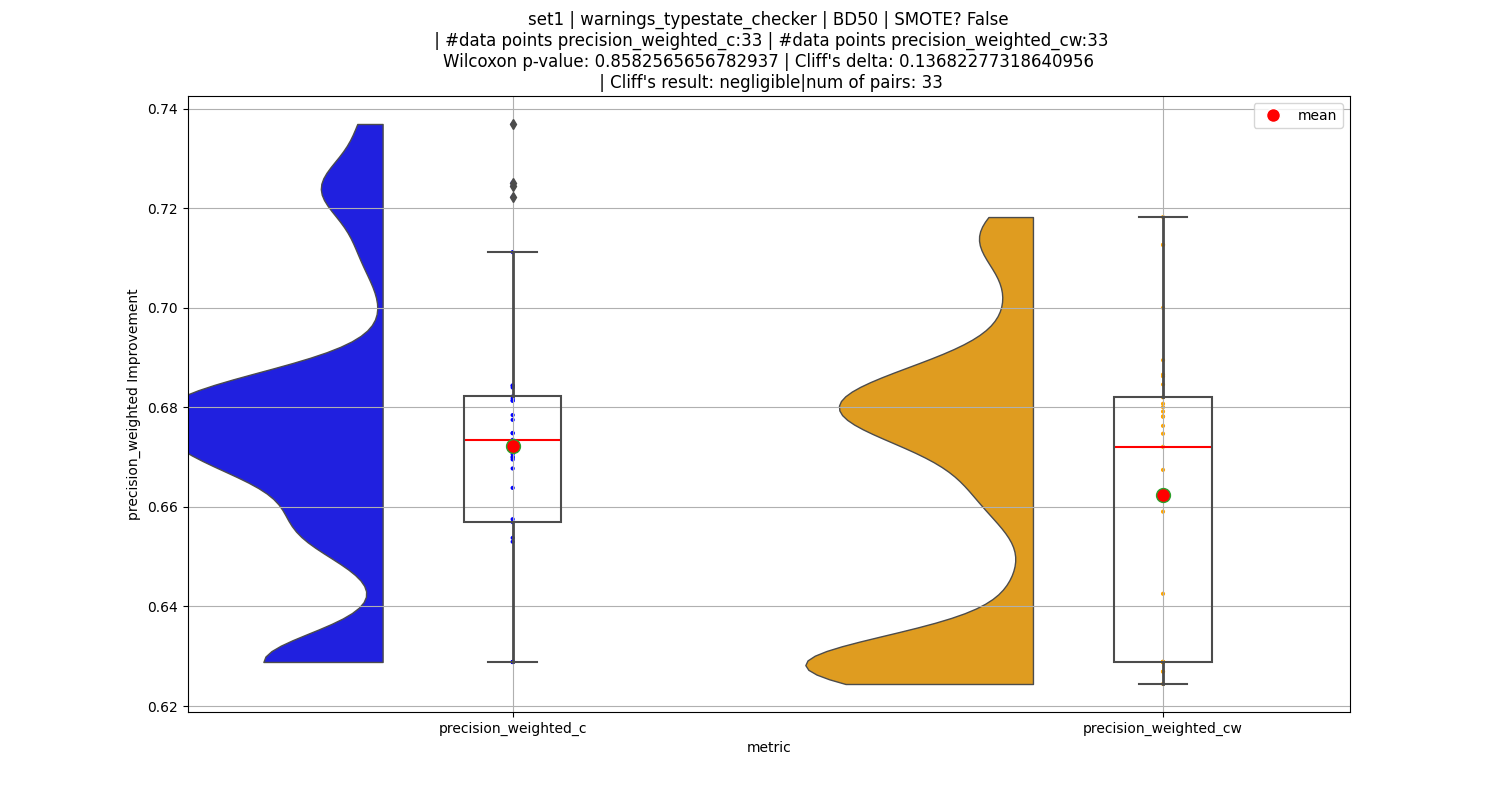 set1 | warnings_typestate_checker | BD50 | SMOTE? False
| #data points precision_weighted_c:33 | #data points precision_weighted_cw:33
Wilcoxon p-value: 0.8582565656782937 | Cliff's delta: 0.13682277318640956
| Cliff's result: negligible|num of pairs: 33
mean
0.74
0.72
0.70
0.68
0.66
0.64
0.62
precision_weighted Improvement
precision_weighted_c
precision_weighted_cw
metric